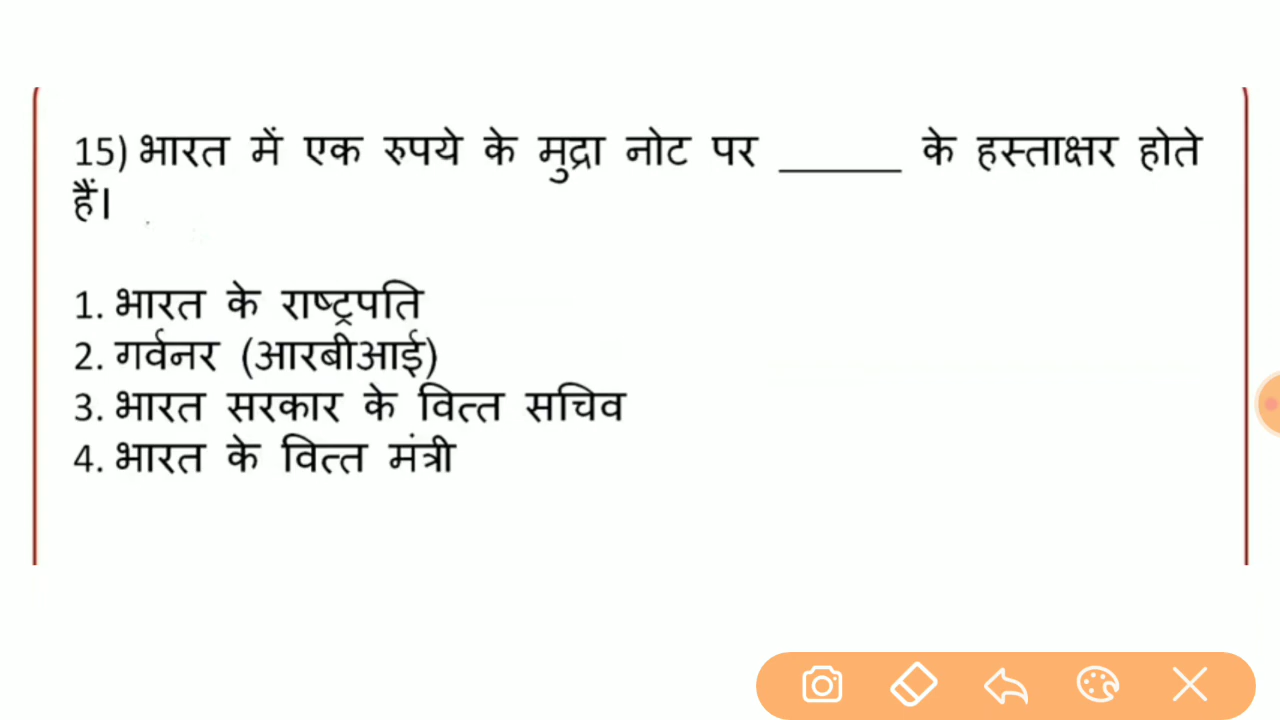 15) भारत में एक रुपये के मुद्रा नोट पर ______ के हस्ताक्षर होते
हैं।
1. भारत के राष्ट्रपति
2. गर्वनर (आरबीआई)
3. भारत सरकार के वित्त सचिव
4. भारत के वित्त मंत्री